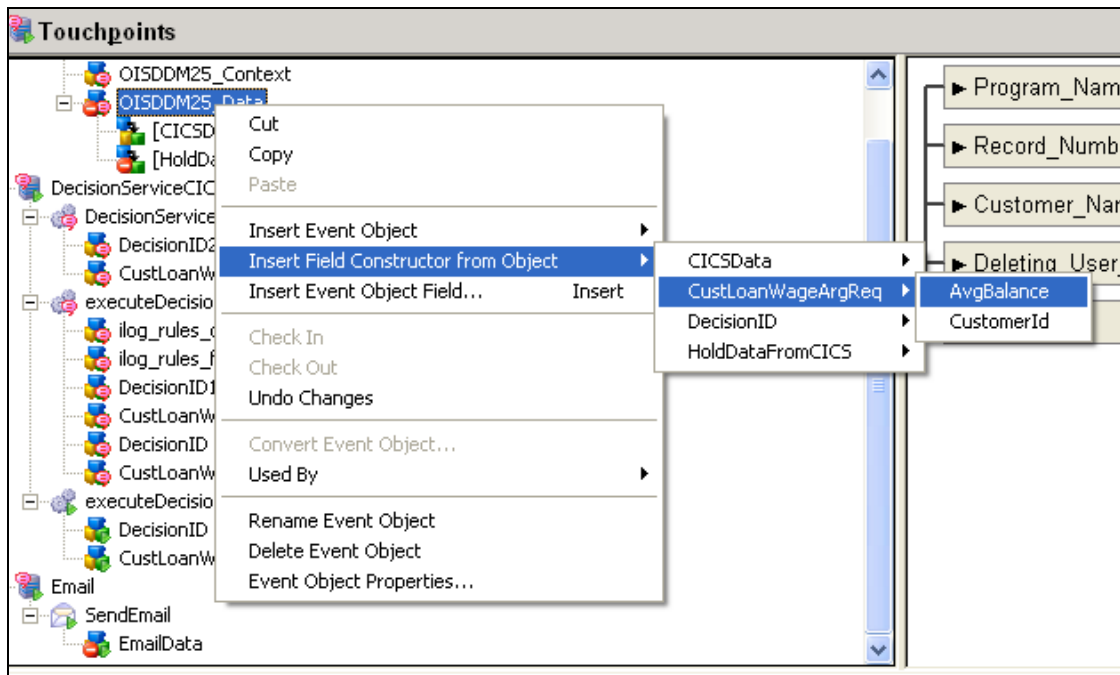 Touchpoints
OISDDM25_Context
OISDDM25_Data
[CICSD
[HoldDa
DecisionServiceCIC
DecisionService
DecisionID2
CustLoanW
executeDecisio
ilog_rules_
ilog_rules_f
DecisionID1
CustLoanW
DecisionID
CustLoanW
executeDecisio
DecisionID
CustLoanW
Email
SendEmail
EmailData
Cut
Copy
Paste
Insert Event Object
Insert Field Constructor from Object
Insert Event Object Field... Insert
Check In
Check Out
Undo Changes
Convert Event Object...
Used By
Rename Event Object
Delete Event Object
Event Object Properties...
CICSData
CustLoanWageArgReq
DecisionID
HoldDataFromCICS
AvgBalance
CustomerId
Program_Nam
Record_Numb
Customer_Nar
Deleting_User_